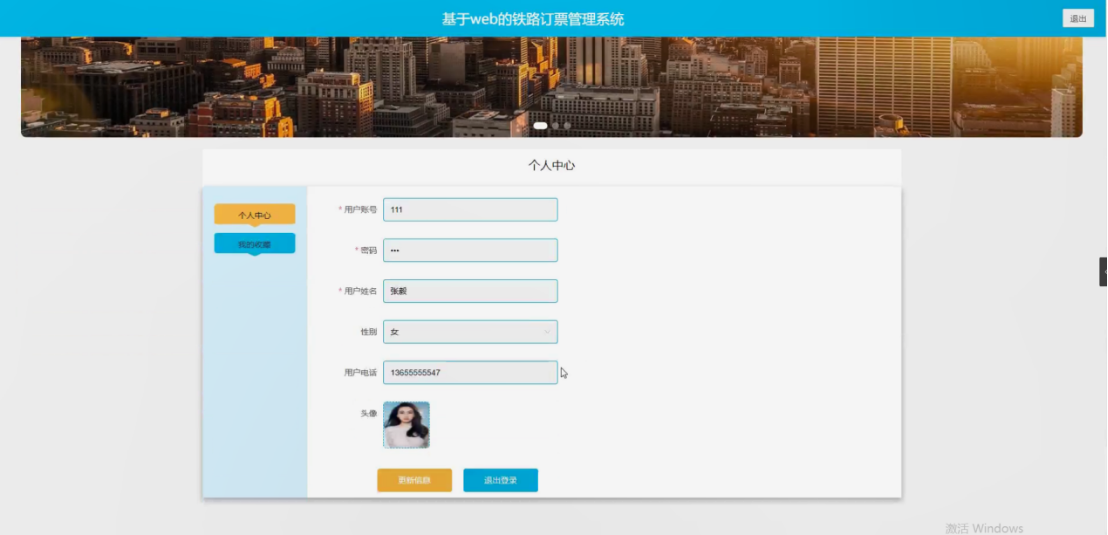 基于web的铁路订票管理系统
退出
个人中心
个人中心
我的收藏
* 用户账号 111
* 密码 •••
* 用户姓名
性别 女
用户电话 13655555547
头像
更新信息 退出登录
激活 Windows